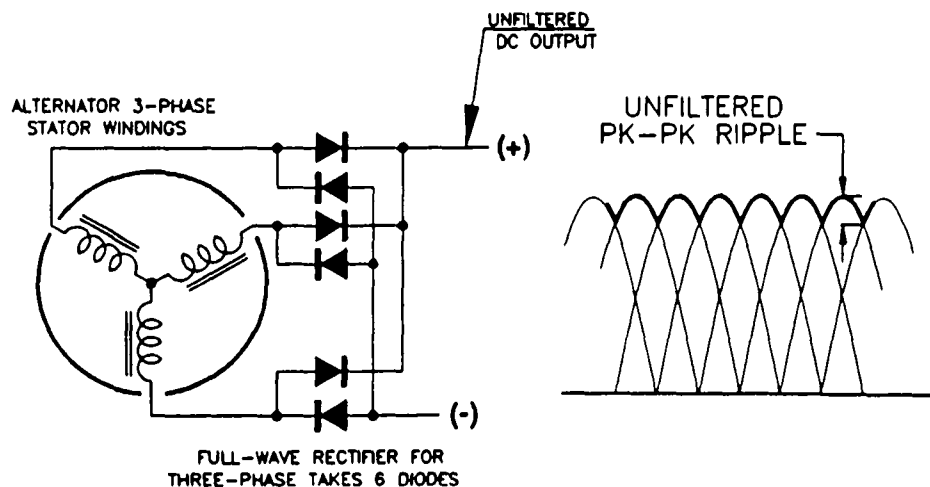 UNFILTERED
DC OUTPUT
ALTERNATOR 3-PHASE
STATOR WINDINGS
(+)
UNFILTERED
PK-PK RIPPLE
(-)
FULL-WAVE RECTIFIER FOR
THREE-PHASE TAKES 6 DIODES